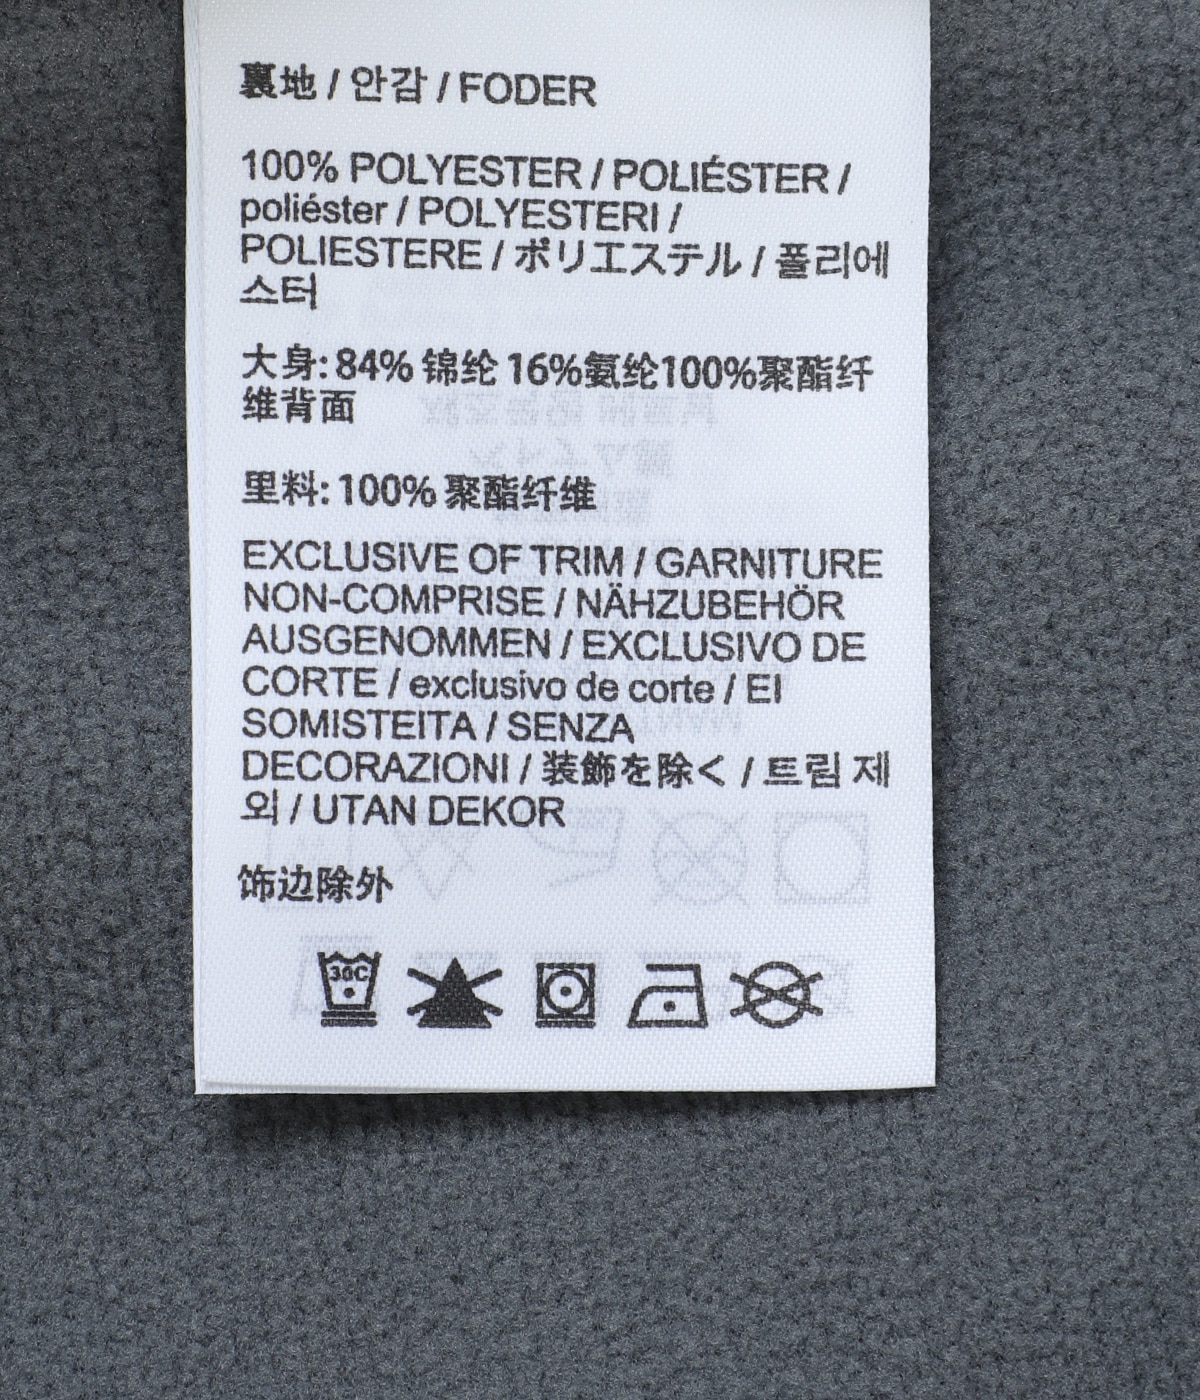 裏地 / 안감 / FODER
100% POLYESTER / POLIÉSTER /
poliéster / POLYESTERI /
POLIESTERE / ポリエステル / 폴리에
스터
大身: 84% 锦纶 16%氨纶100%聚酯纤
维背面
里料: 100% 聚酯纤维
EXCLUSIVE OF TRIM / GARNITURE
NON-COMPRISE / NÄHZUBEHÖR
AUSGENOMMEN / EXCLUSIVO DE
CORTE / exclusivo de corte / EI
SOMISTEITA / SENZA
DECORAZIONI / 装飾を除く / 트림 제
외 / UTAN DEKOR
饰边除外
30C